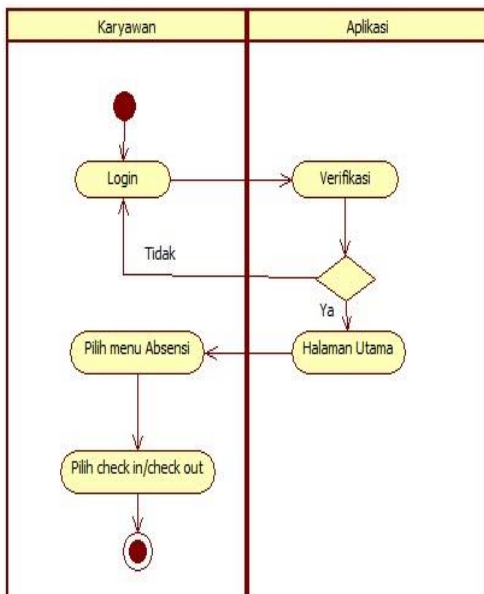 Karyawan
Aplikasi
Login
Verifikasi
Tidak
Ya
Pilih menu Absensi
Halaman Utama
Pilih check in/check out